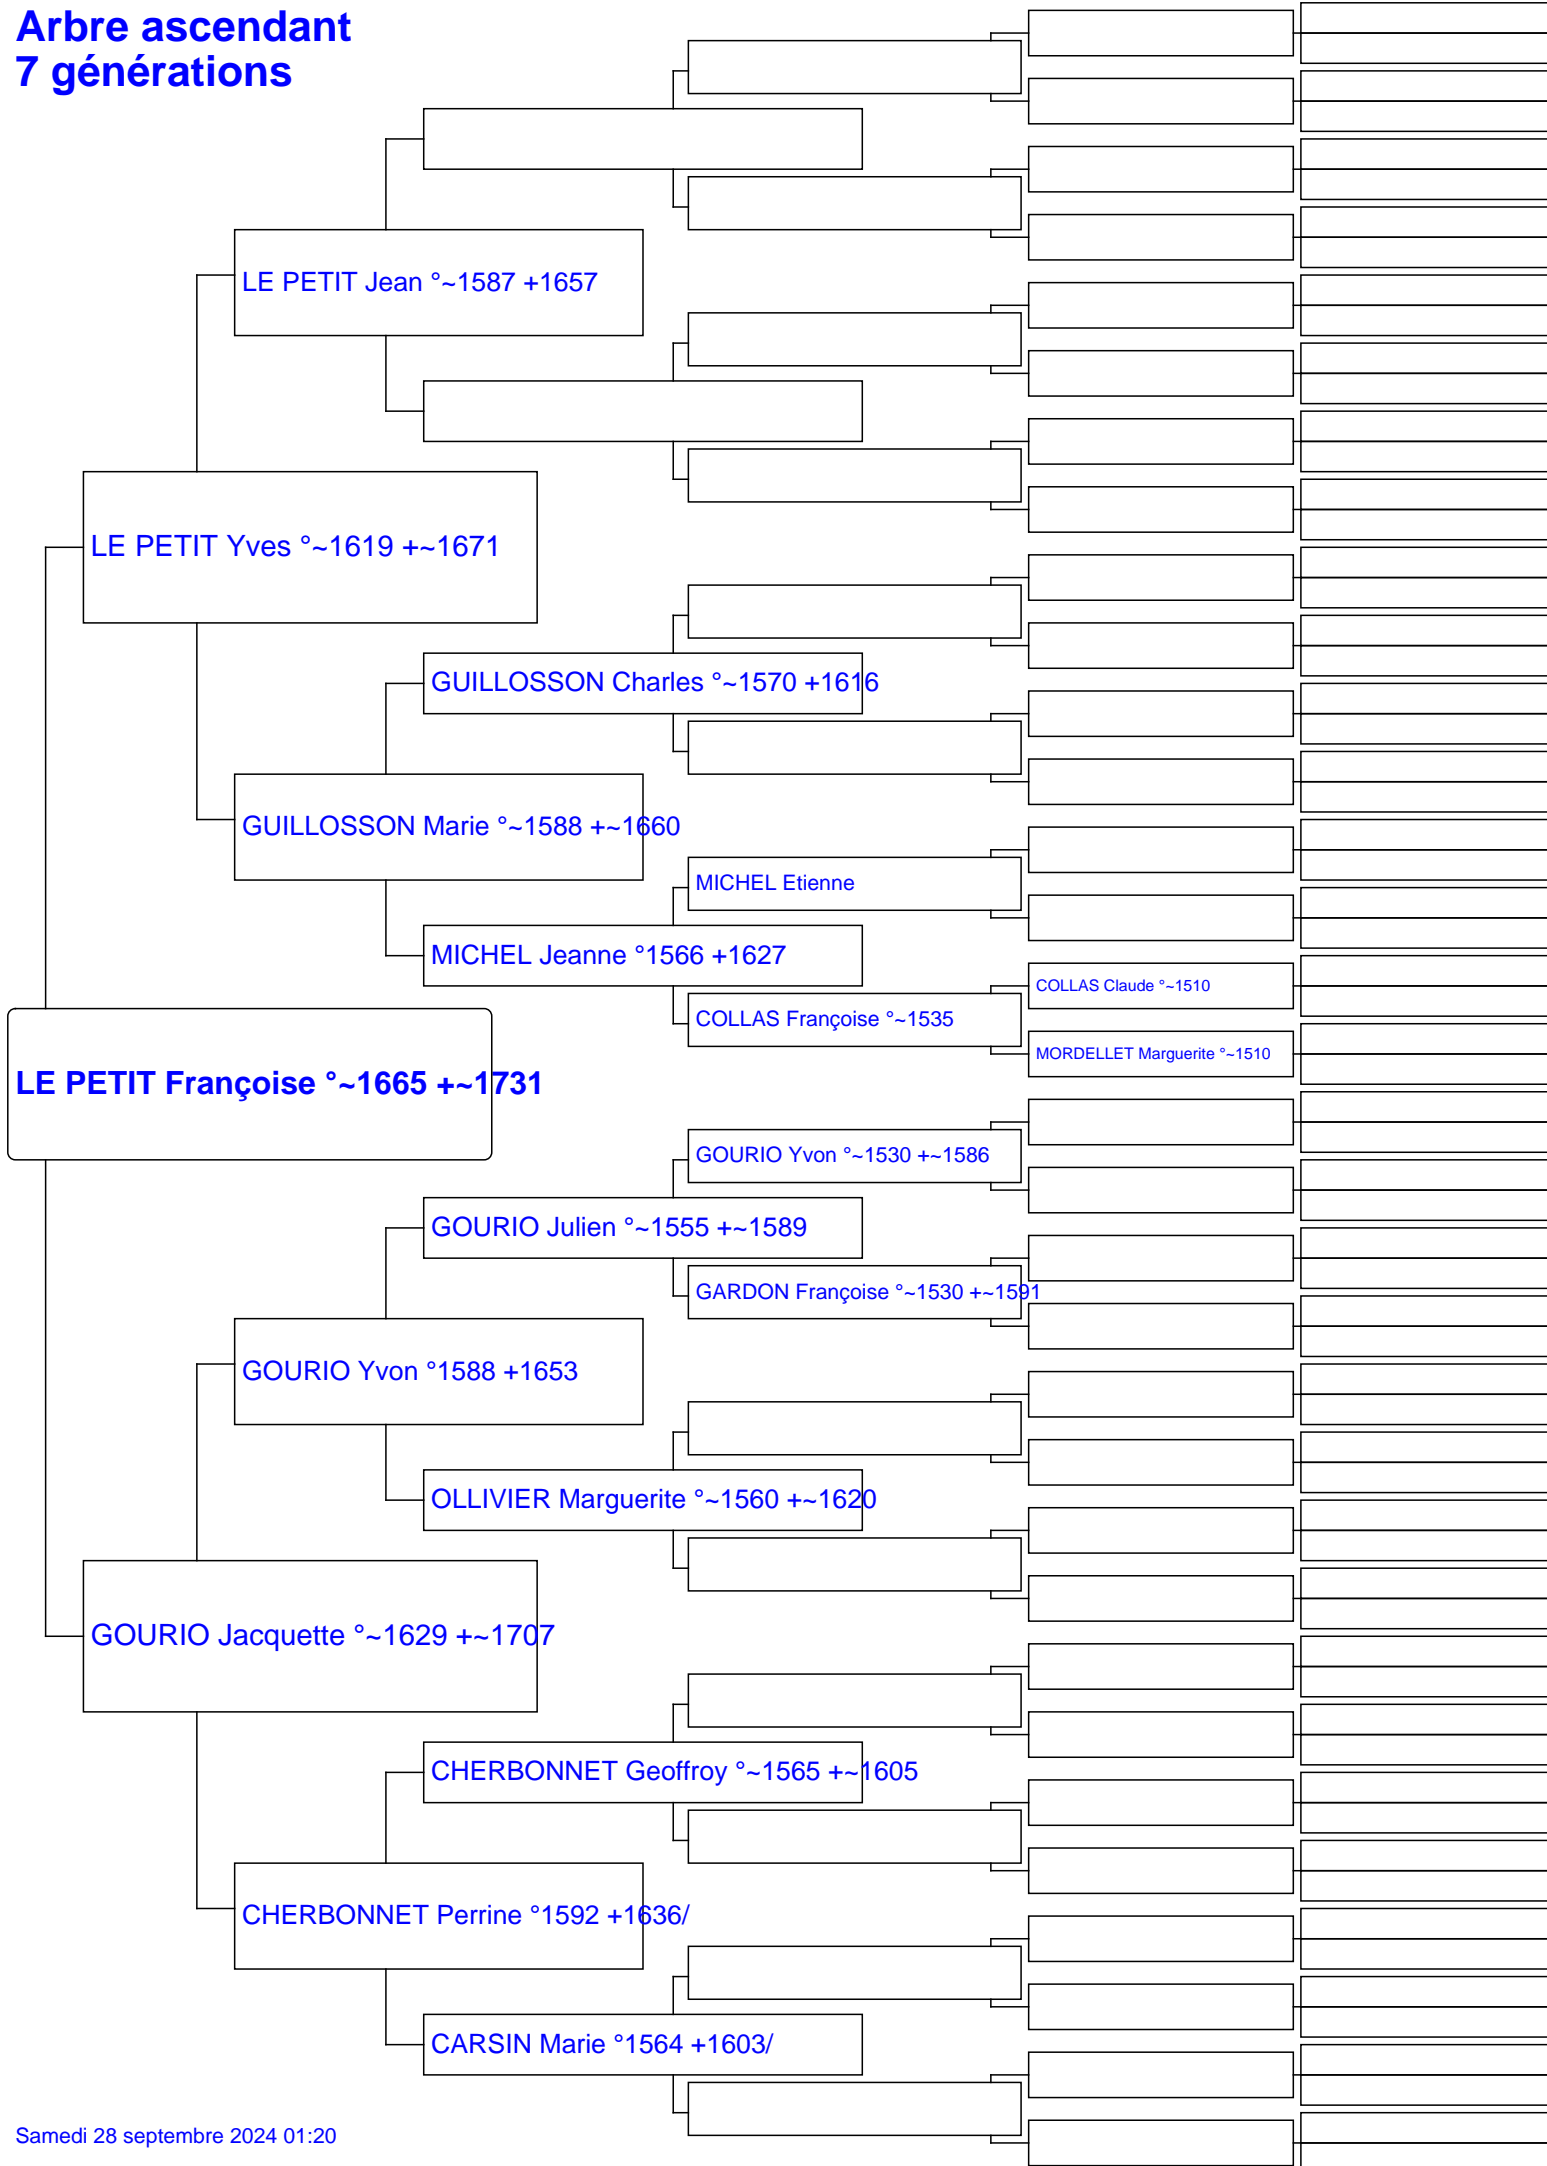 Arbre ascendant
7 générations
LE PETIT Jean °~1587 +1657
LE PETIT Yves °~1619 +~1671
GUILLOSSON Charles °~1570 +1616
GUILLOSSON Marie °~1588 +~1660
MICHEL Etienne
MICHEL Jeanne °1566 +1627
COLLAS Claude °~1510
COLLAS Françoise °~1535
MORDELLET Marguerite °~1510
LE PETIT Françoise °~1665 +~1731
GOURIO Yvon °~1530 +~1586
GOURIO Julien °~1555 +~1589
GARDON Françoise °~1530 +~1591
GOURIO Yvon °1588 +1653
OLLIVIER Marguerite °~1560 +~1620
GOURIO Jacquette °~1629 +~1707
CHERBONNET Geoffroy °~1565 +~1605
CHERBONNET Perrine °1592 +1636/
CARSIN Marie °1564 +1603/
Samedi 28 septembre 2024 01:20